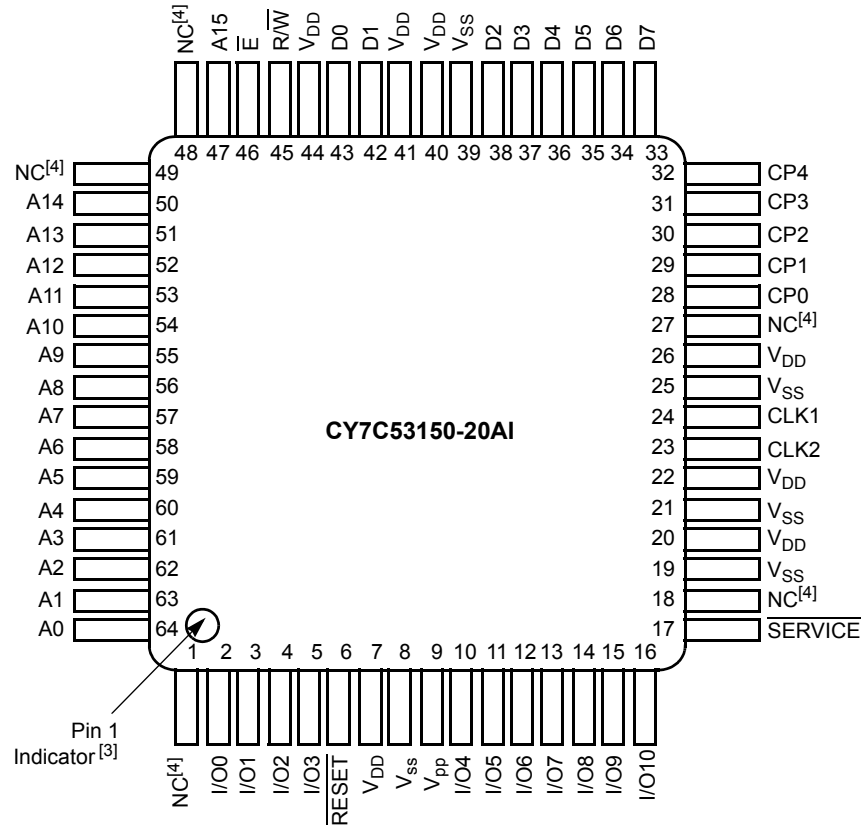 NC[4]
A15
E
R/W
VDD
D0
D1
VDD
VDD
VSS
D2
D3
D4
D5
D6
D7
48 47 46 45 44 43 42 41 40 39 38 37 36 35 34 33
NC[4] 49
A14 50
A13 51
A12 52
A11 53
A10 54
A9 55
A8 56
A7 57
A6 58
A5 59
A4 60
A3 61
A2 62
A1 63
A0 64
CY7C53150-20AI
32 CP4
31 CP3
30 CP2
29 CP1
28 CP0
27 NC[4]
26 VDD
25 VSS
24 CLK1
23 CLK2
22 VDD
21 VSS
20 VDD
19 VSS
18 NC[4]
17 SERVICE
1 2 3 4 5 6 7 8 9 10 11 12 13 14 15 16
Pin 1
Indicator [3]
NC[4]
I/O0
I/O1
I/O2
I/O3
RESET
VDD
Vss
Vpp
I/O4
I/O5
I/O6
I/O7
I/O8
I/O9
I/O10